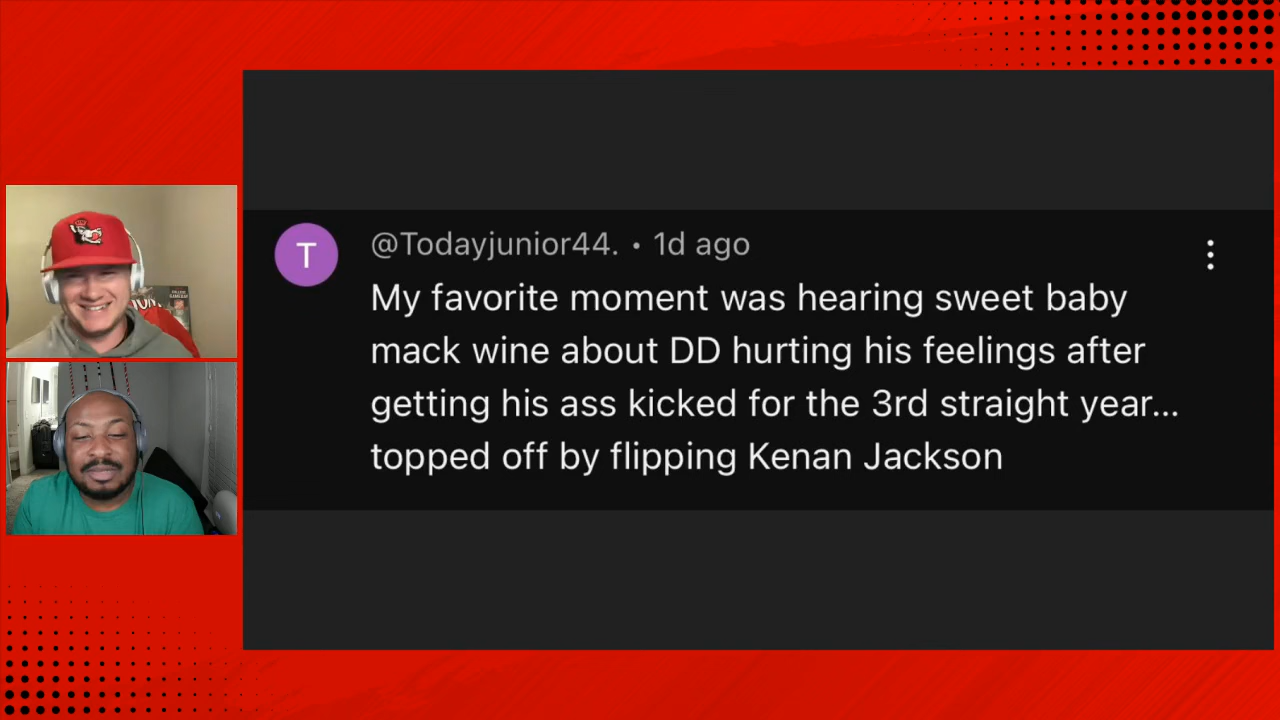 @Todayjunior44. • 1d ago
T
My favorite moment was hearing sweet baby
mack wine about DD hurting his feelings after
getting his ass kicked for the 3rd straight year...
topped off by flipping Kenan Jackson